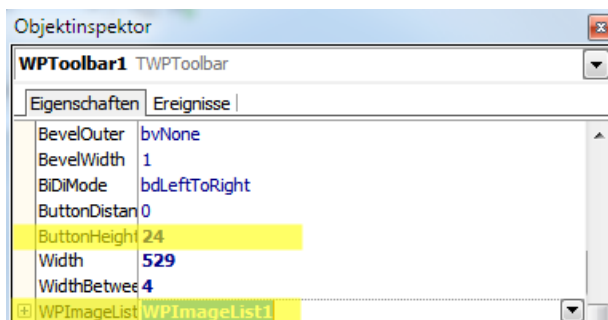 Objektinspektor
WPToolbar1 TWPToolbar
Eigenschaften Ereignisse
BevelOuter bvNone
BevelWidth 1
BiDiMode bdLeftToRight
ButtonDistan 0
ButtonHeight 24
Width 529
WidthBetwee 4
WPImageList WPImageList1